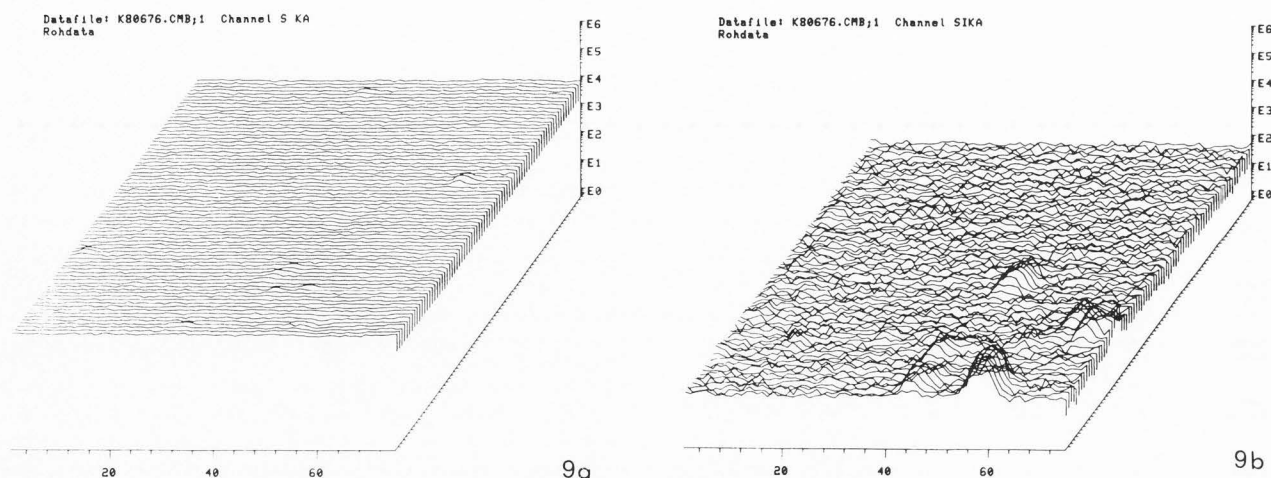 Datafile: K80676.CMB;1 Channel S KA
Rohdata
E6
E5
E4
E3
E2
E1
E0
20
40
60
9a
Datafile: K80676.CMB;1 Channel SIKA
Rohdata
E6
E5
E4
E3
E2
E1
E0
20
40
60
9b